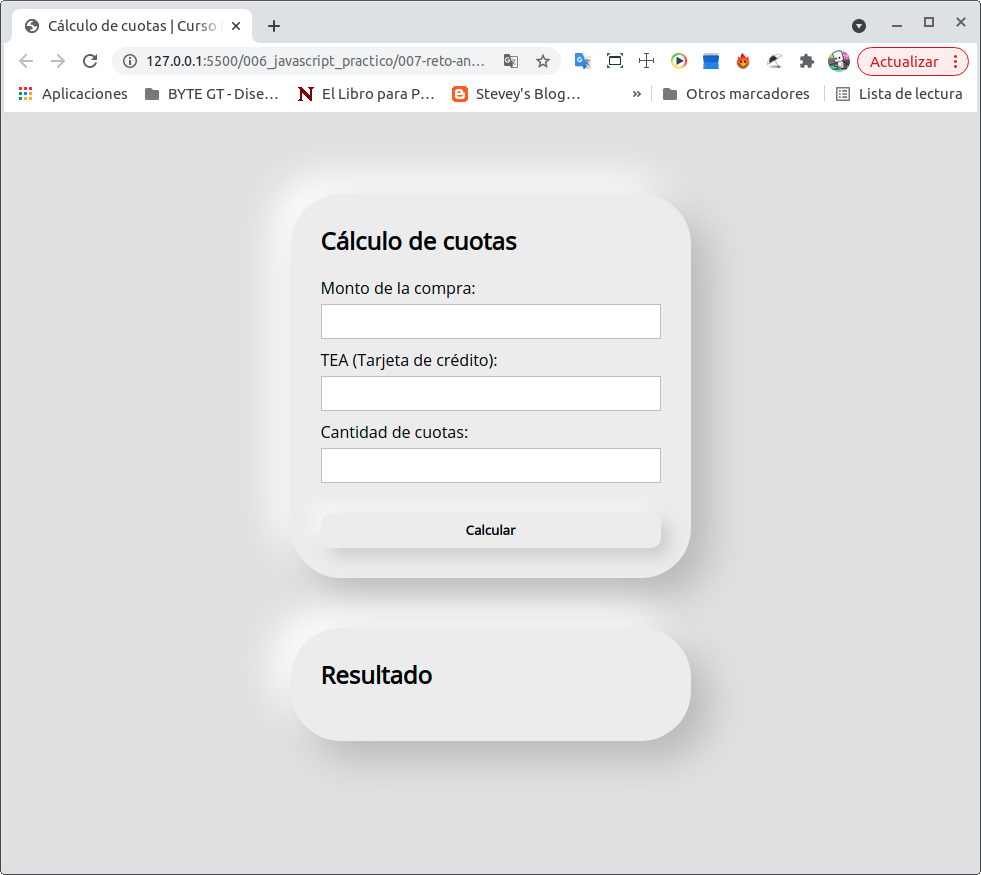 Cálculo de cuotas | Curso
127.0.0.1:5500/006_javascript_practico/007-reto-an...
Actualizar
Aplicaciones
BYTE GT - Dise...
El Libro para P...
Stevey's Blog...
»
Otros marcadores
Lista de lectura
Cálculo de cuotas
Monto de la compra:
TEA (Tarjeta de crédito):
Cantidad de cuotas:
Calcular
Resultado